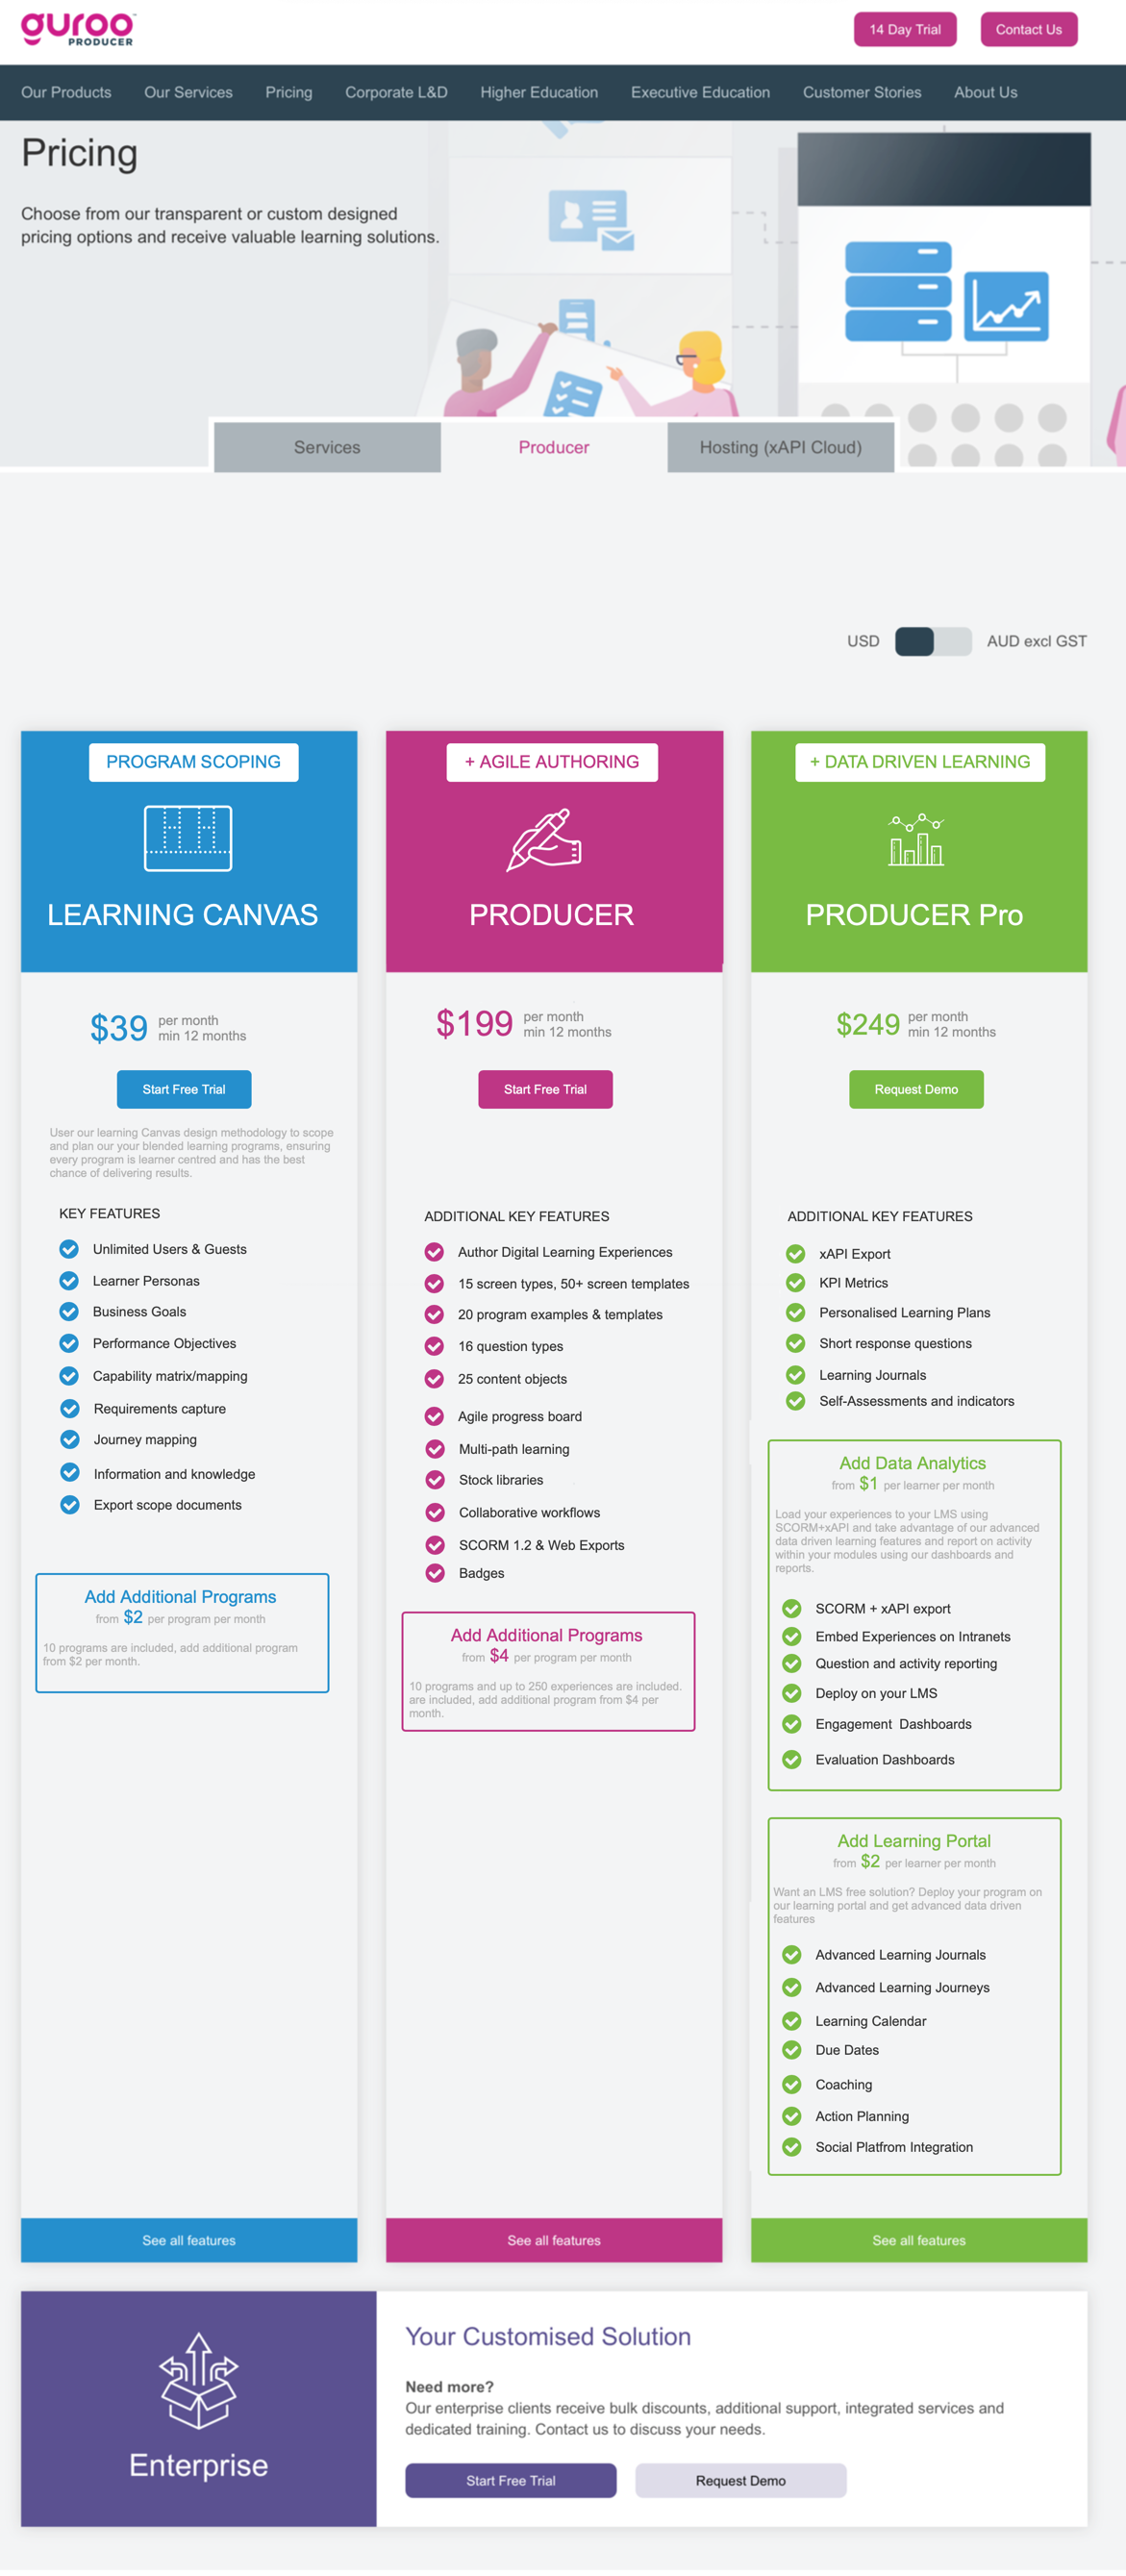 guroo
PRODUCER
14 Day Trial
Contact Us
Our Products
Our Services
Pricing
Corporate L&D
Higher Education
Executive Education
Customer Stories
About Us
Pricing
Choose from our transparent or custom designed
pricing options and receive valuable learning solutions.
Services
Producer
Hosting (xAPI Cloud)
USD
AUD excl GST
PROGRAM SCOPING
LEARNING CANVAS
$39 per month
min 12 months
Start Free Trial
User our learning Canvas design methodology to scope
and plan our your blended learning programs, ensuring
every program is learner centred and has the best
chance of delivering results.
KEY FEATURES
Unlimited Users & Guests
Learner Personas
Business Goals
Performance Objectives
Capability matrix/mapping
Requirements capture
Journey mapping
Information and knowledge
Export scope documents
Add Additional Programs
from $2 per program per month
10 programs are included, add additional program
from $2 per month.
See all features
+ AGILE AUTHORING
PRODUCER
$199 per month
min 12 months
Start Free Trial
ADDITIONAL KEY FEATURES
Author Digital Learning Experiences
15 screen types, 50+ screen templates
20 program examples & templates
16 question types
25 content objects
Agile progress board
Multi-path learning
Stock libraries
Collaborative workflows
SCORM 1.2 & Web Exports
Badges
Add Additional Programs
from $4 per program per month
10 programs and up to 250 experiences are included.
are included, add additional program from $4 per
month.
See all features
+ DATA DRIVEN LEARNING
PRODUCER Pro
$249 per month
min 12 months
Request Demo
ADDITIONAL KEY FEATURES
xAPI Export
KPI Metrics
Personalised Learning Plans
Short response questions
Learning Journals
Self-Assessments and indicators
Add Data Analytics
from $1 per learner per month
Load your experiences to your LMS using
SCORM+xAPI and take advantage of our advanced
data driven learning features and report on activity
within your modules using our dashboards and
reports.
SCORM + xAPI export
Embed Experiences on Intranets
Question and activity reporting
Deploy on your LMS
Engagement Dashboards
Evaluation Dashboards
Add Learning Portal
from $2 per learner per month
Want an LMS free solution? Deploy your program on
our learning portal and get advanced data driven
features
Advanced Learning Journals
Advanced Learning Journeys
Learning Calendar
Due Dates
Coaching
Action Planning
Social Platfrom Integration
See all features
Enterprise
Your Customised Solution
Need more?
Our enterprise clients receive bulk discounts, additional support, integrated services and
dedicated training. Contact us to discuss your needs.
Start Free Trial
Request Demo